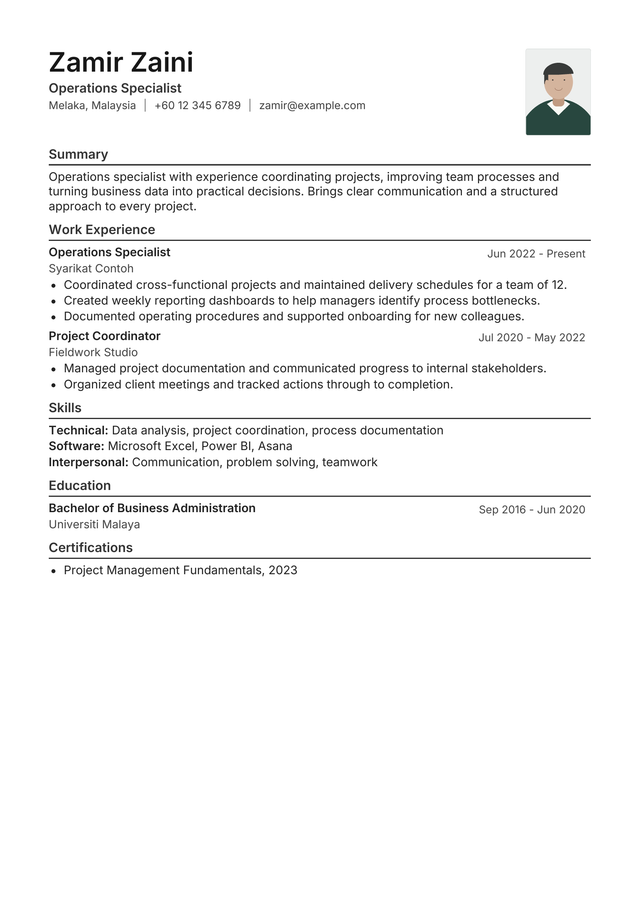 Zamir Zaini
Operations Specialist
Melaka, Malaysia | +60 12 345 6789 | zamir@example.com
Summary
Operations specialist with experience coordinating projects, improving team processes and
turning business data into practical decisions. Brings clear communication and a structured
approach to every project.
Work Experience
Operations Specialist Jun 2022 - Present
Syarikat Contoh
• Coordinated cross-functional projects and maintained delivery schedules for a team of 12.
• Created weekly reporting dashboards to help managers identify process bottlenecks.
• Documented operating procedures and supported onboarding for new colleagues.
Project Coordinator Jul 2020 - May 2022
Fieldwork Studio
• Managed project documentation and communicated progress to internal stakeholders.
• Organized client meetings and tracked actions through to completion.
Skills
Technical: Data analysis, project coordination, process documentation
Software: Microsoft Excel, Power BI, Asana
Interpersonal: Communication, problem solving, teamwork
Education
Bachelor of Business Administration Sep 2016 - Jun 2020
Universiti Malaya
Certifications
• Project Management Fundamentals, 2023